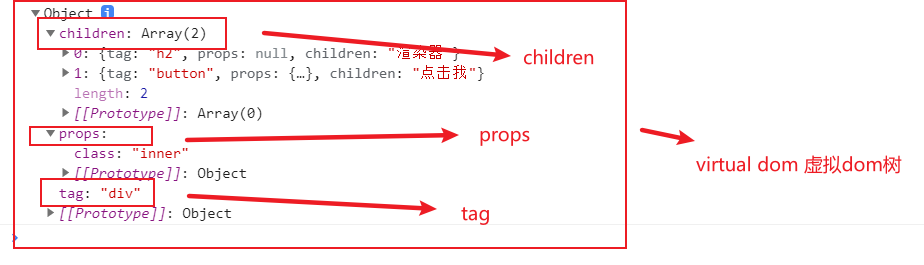 ▼Object i
▼children: Array(2)
▶0: {tag: "h2", props: null, children: "渲染器"}
▶1: {tag: "button", props: {…}, children: "点击我"}
length: 2
▶[[Prototype]]: Array(0)
▼props:
class: "inner"
▶[[Prototype]]: Object
tag: "div"
▶[[Prototype]]: Object
>
children
props
tag
virtual dom 虚拟dom树